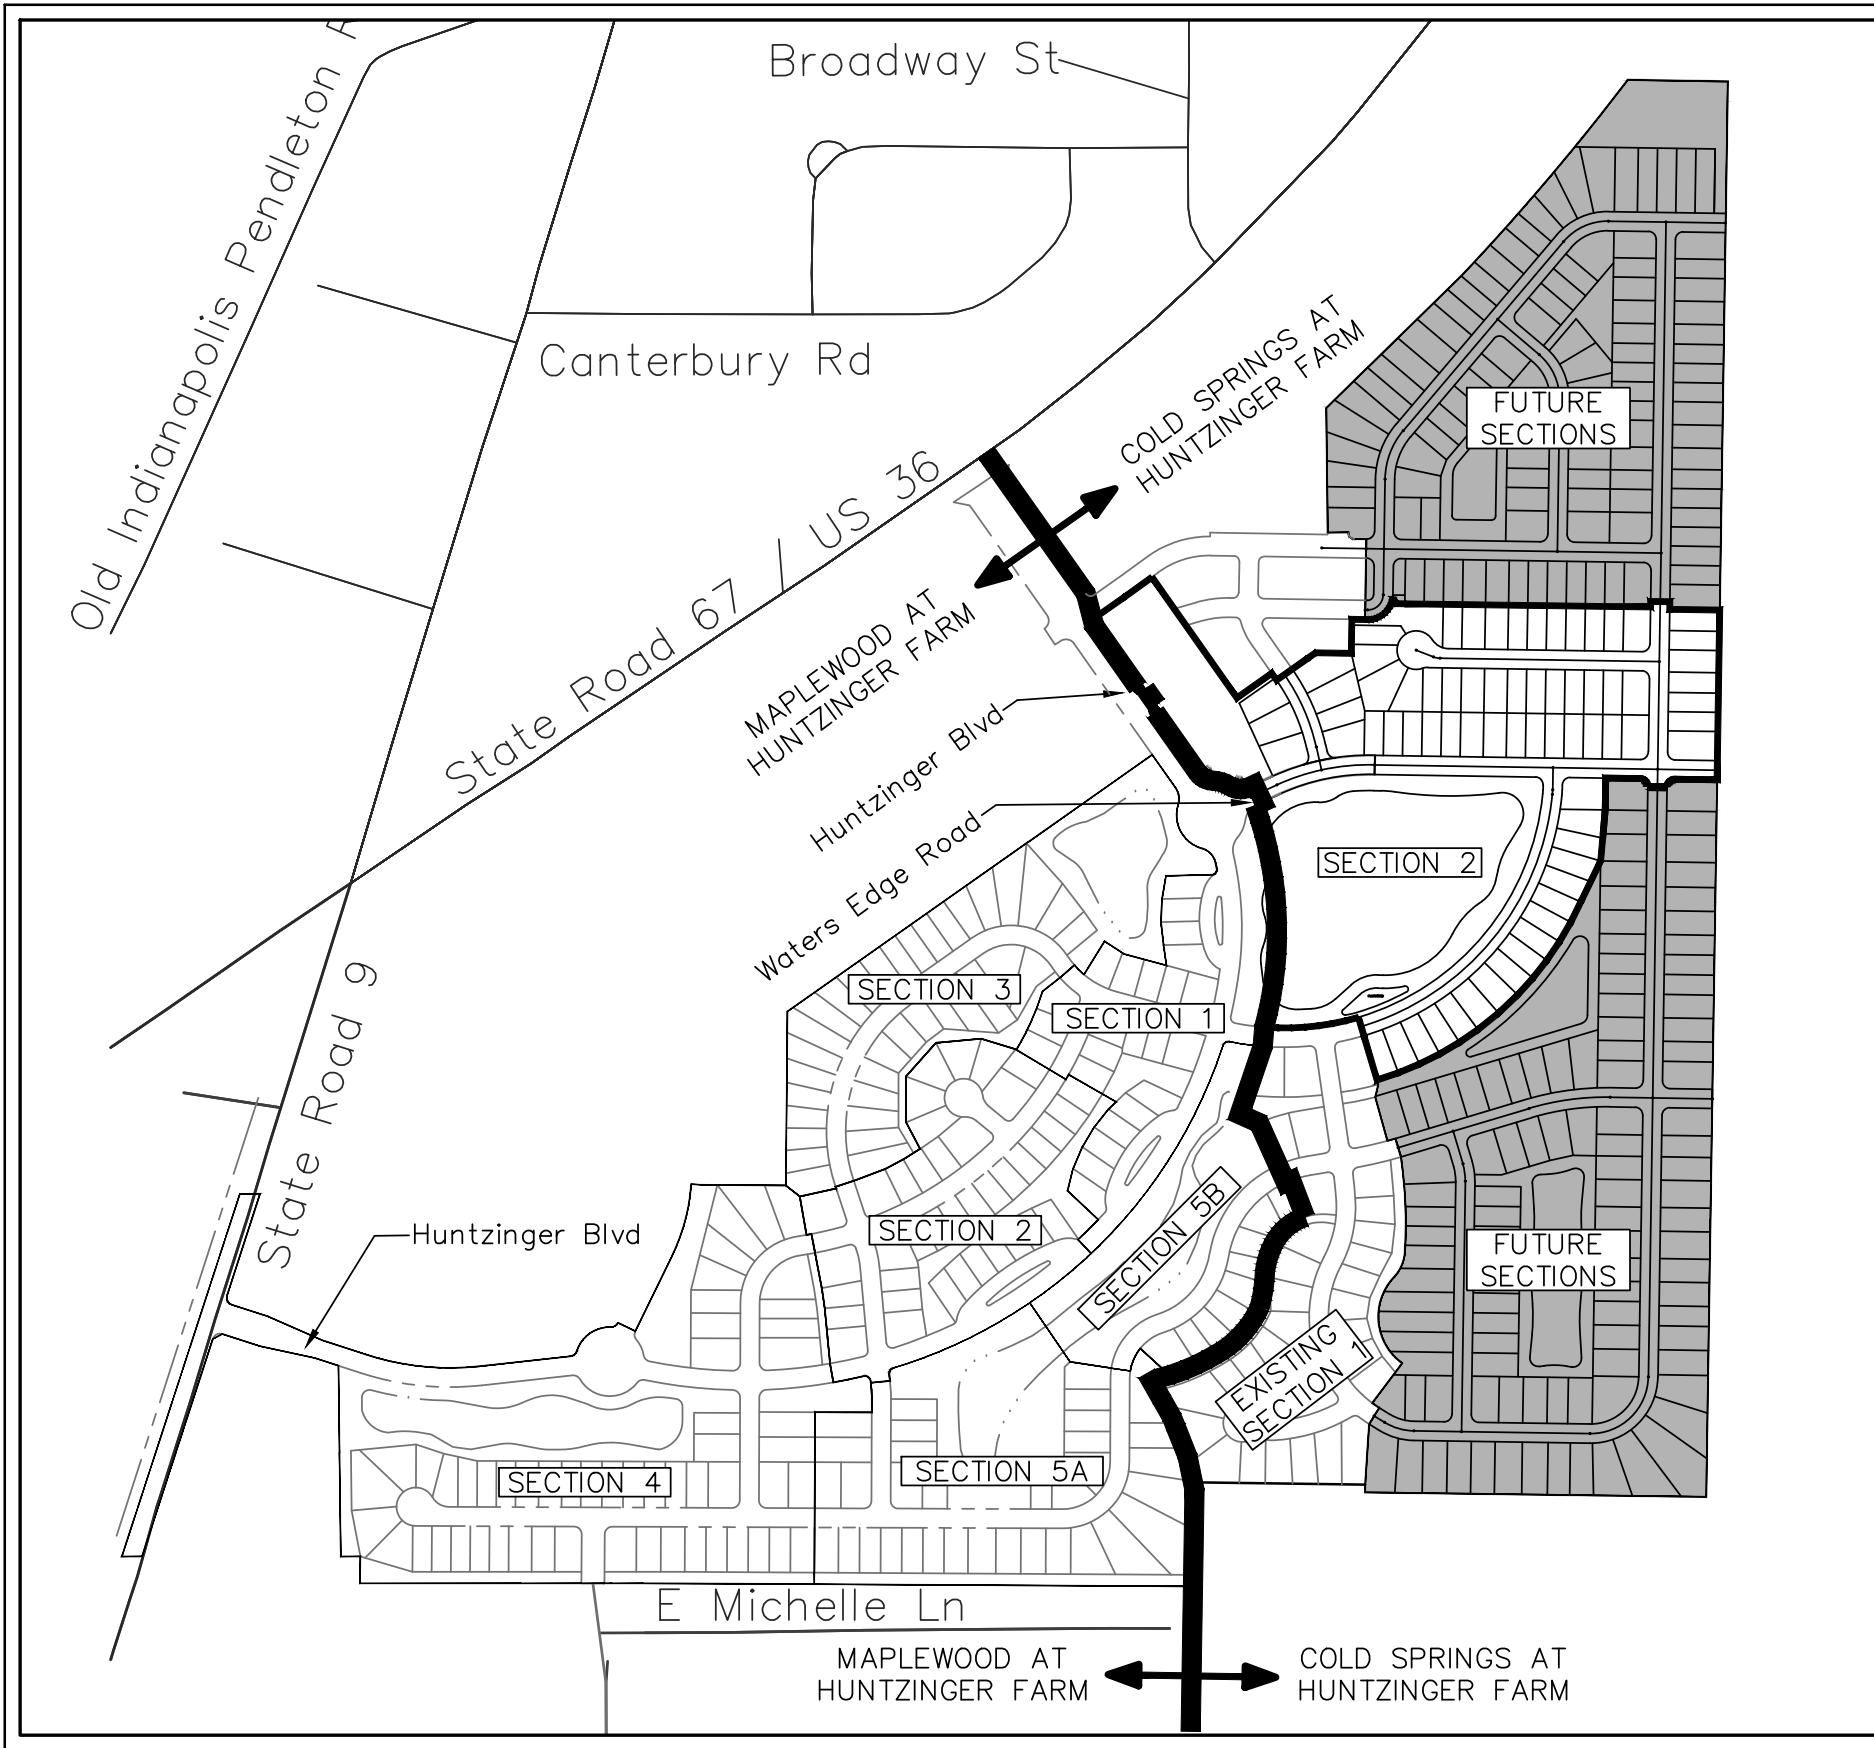 Broadway St
Old Indianapolis Pendleton
Canterbury Rd
COLD SPRINGS AT
HUNTZINGER FARM
FUTURE
SECTIONS
State Road 67 / US 36
MAPLEWOOD AT
HUNTZINGER FARM
Huntzinger Blvd
Waters Edge Road
SECTION 2
SECTION 3
SECTION 1
State Road 9
SECTION 2
SECTION 5B
Huntzinger Blvd
FUTURE
SECTIONS
EXISTING
SECTION 1
SECTION 4
SECTION 5A
E Michelle Ln
MAPLEWOOD AT
HUNTZINGER FARM
COLD SPRINGS AT
HUNTZINGER FARM